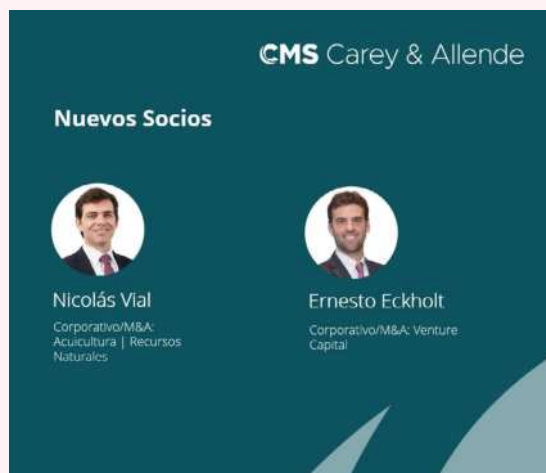 CMS Carey & Allende
Nuevos Socios
Nicolás Vial
Corporativo/M&A:
Acuicultura | Recursos
Naturales
Ernesto Eckholt
Corporativo/M&A: Venture
Capital